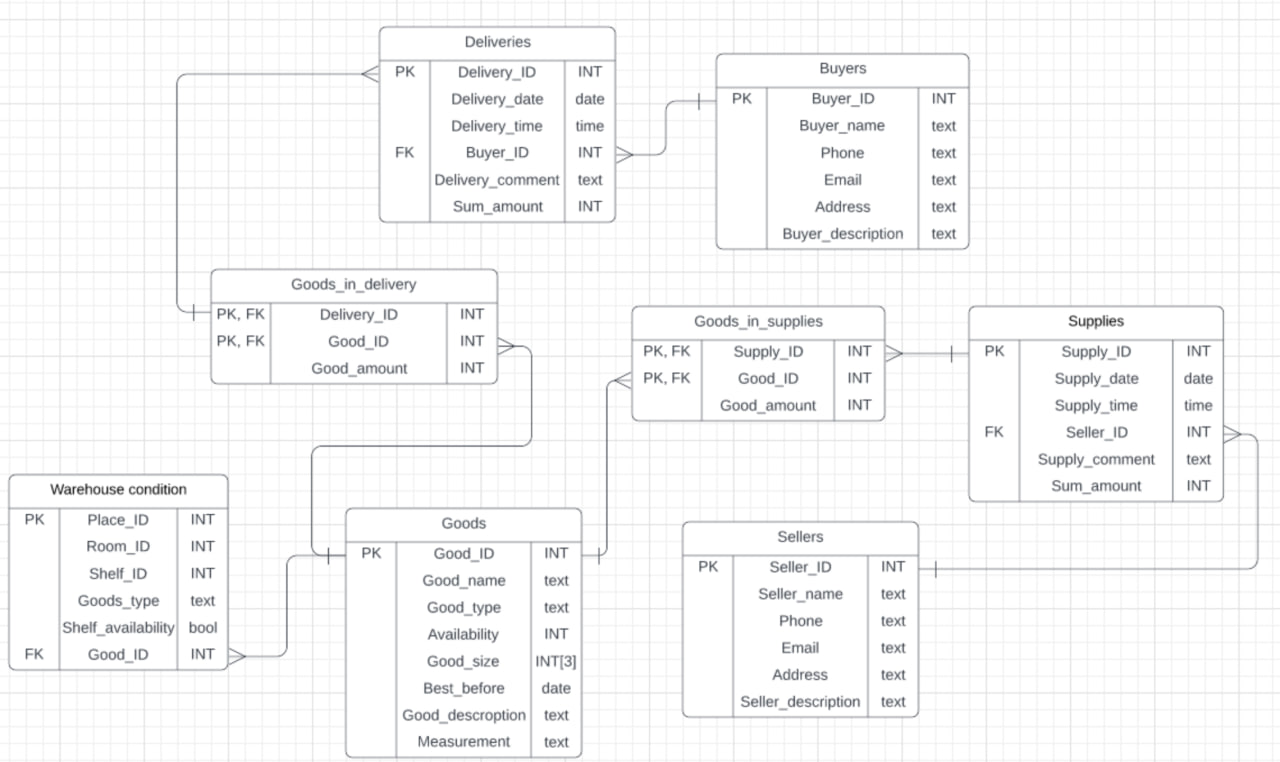 Deliveries
PK Delivery_ID INT
Delivery_date date
Delivery_time time
FK Buyer_ID INT
Delivery_comment text
Sum_amount INT
Buyers
PK Buyer_ID INT
Buyer_name text
Phone text
Email text
Address text
Buyer_description text
Goods_in_delivery
PK, FK Delivery_ID INT
PK, FK Good_ID INT
Good_amount INT
Goods_in_supplies
PK, FK Supply_ID INT
PK, FK Good_ID INT
Good_amount INT
Supplies
PK Supply_ID INT
Supply_date date
Supply_time time
FK Seller_ID INT
Supply_comment text
Sum_amount INT
Warehouse condition
PK Place_ID INT
Room_ID INT
Shelf_ID INT
Goods_type text
Shelf_availability bool
FK Good_ID INT
Goods
PK Good_ID INT
Good_name text
Good_type text
Availability INT
Good_size INT[3]
Best_before date
Good_descroption text
Measurement text
Sellers
PK Seller_ID INT
Seller_name text
Phone text
Email text
Address text
Seller_description text